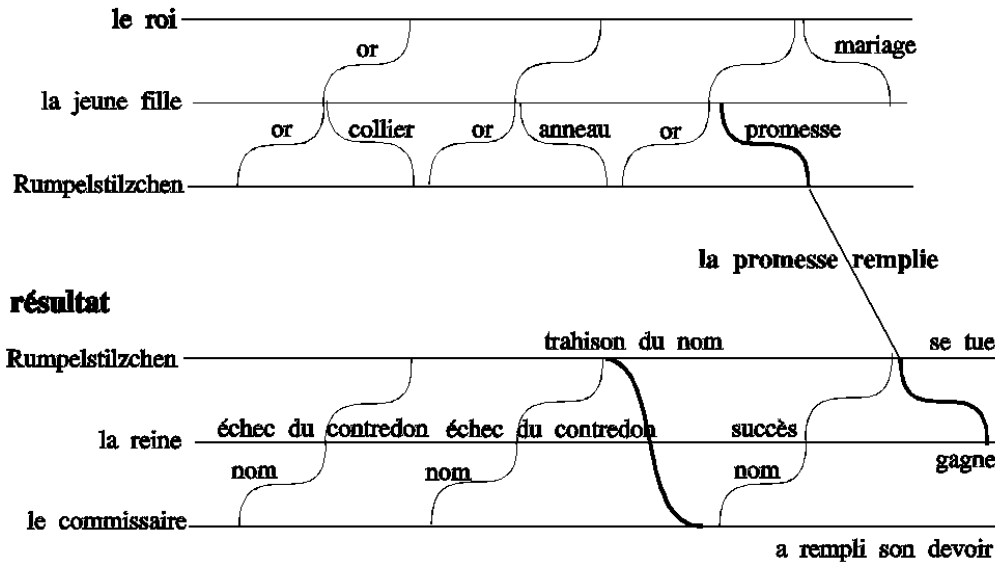 le roi
or
mariage
la jeune fille
or collier or anneau or promesse
Rumpelstilzchen
la promesse remplie
résultat
trahison du nom
Rumpelstilzchen se tue
échec du contredon échec du contredon succès
la reine
nom nom nom gagne
le commissaire
a rempli son devoir